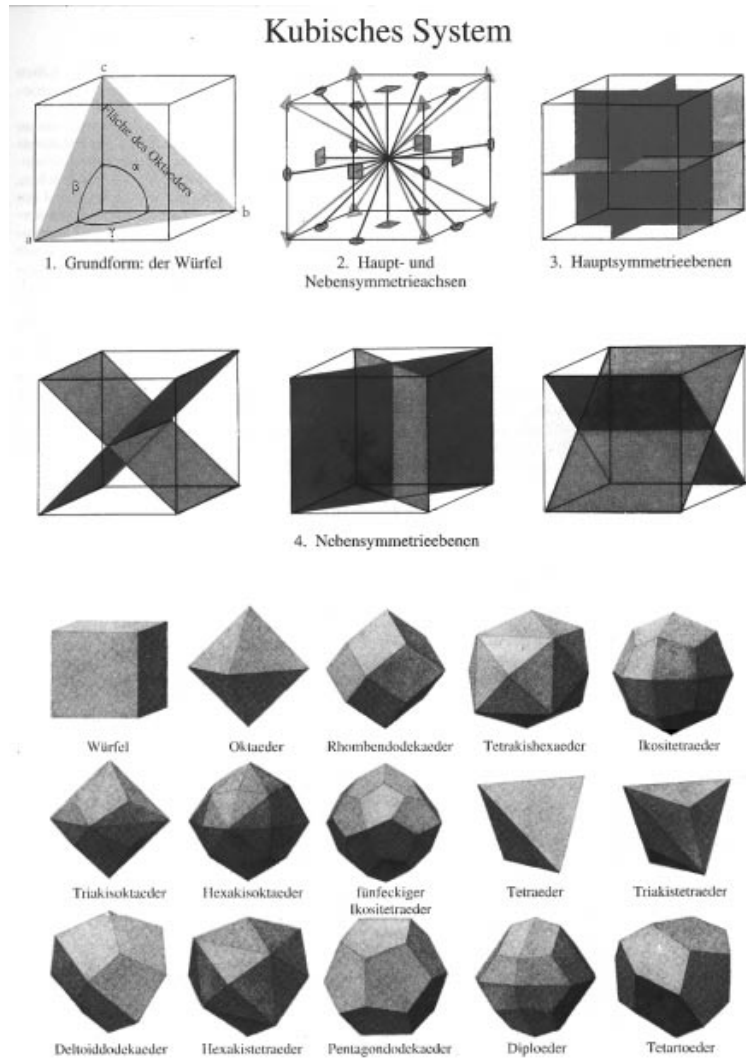 Kubisches System
c
Fläche des Oktaeders
β
α
a
γ
b
1. Grundform: der Würfel
2. Haupt- und
Nebensymmetrieachsen
3. Hauptsymmetrieebenen
4. Nebensymmetrieebenen
Würfel
Oktaeder
Rhombendodekaeder
Tetrakishexaeder
Ikositetraeder
Triakisoktaeder
Hexakisoktaeder
fünfeckiger
Ikositetraeder
Tetraeder
Triakistetraeder
Deltoiddodekaeder
Hexakistetraeder
Pentagondodekaeder
Diploeder
Tetartoeder